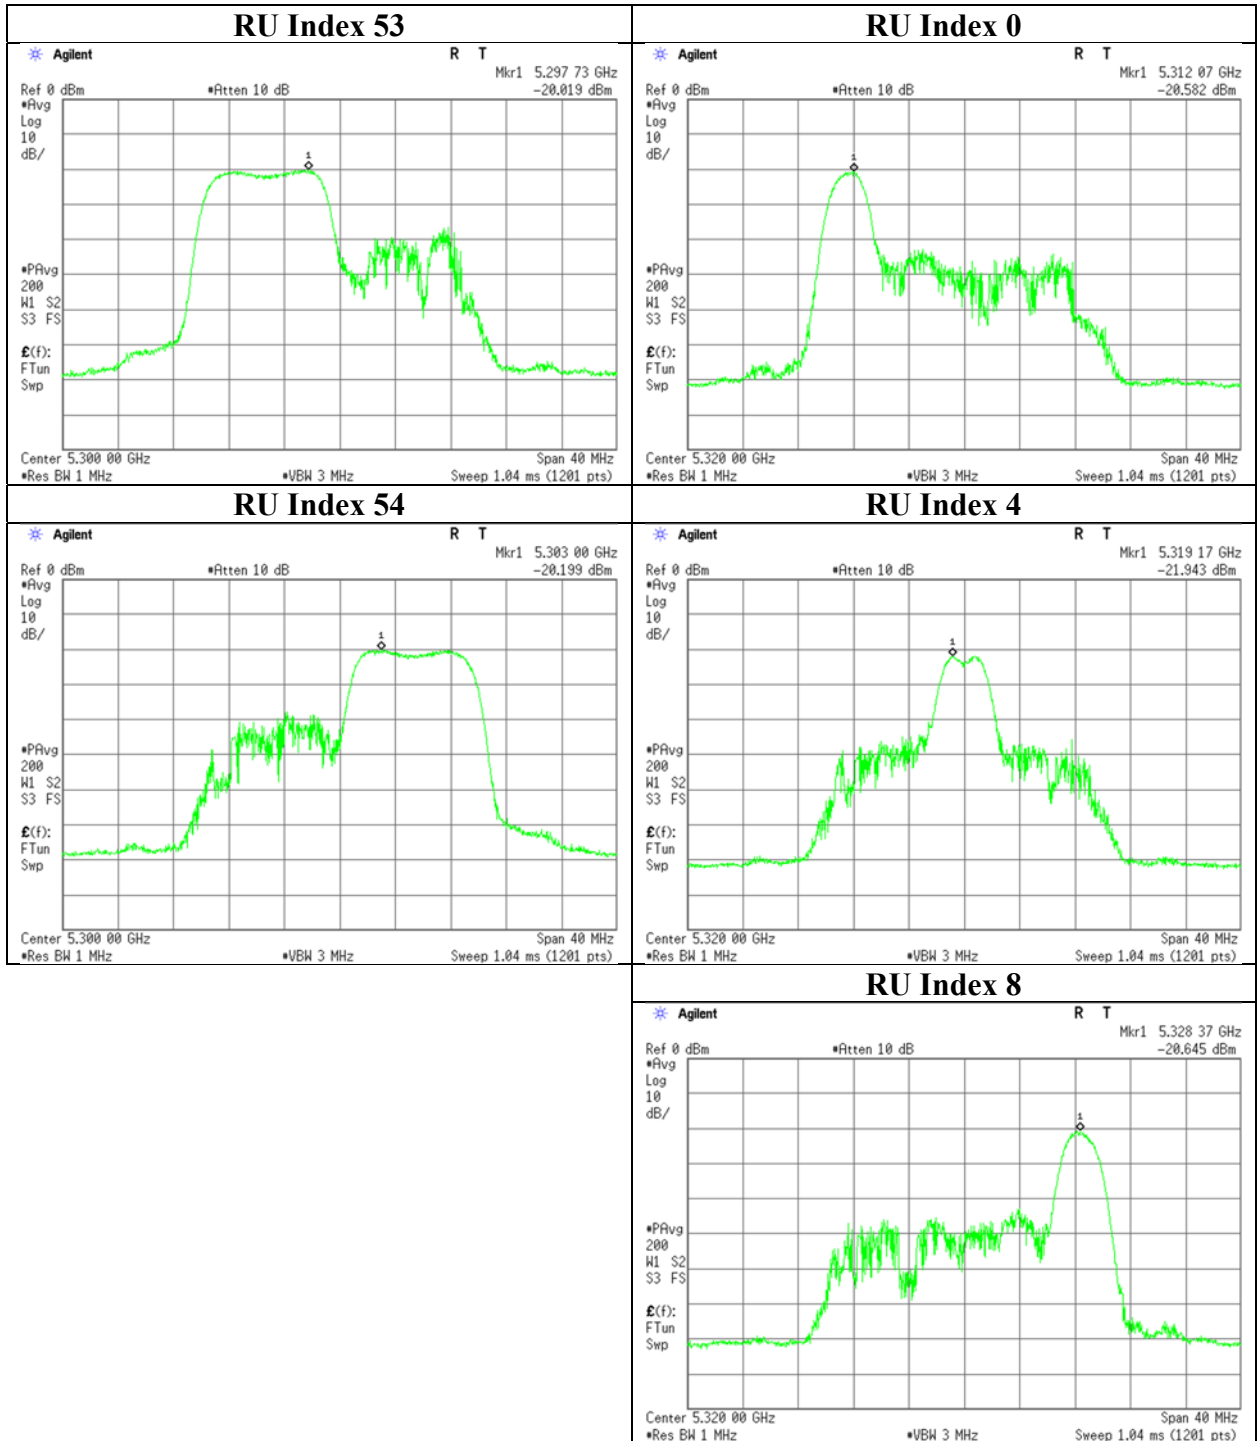 RU Index 53
Agilent
R T
Mkr1 5.297 73 GHz
Ref 0 dBm
*Atten 10 dB
-20.019 dBm
*Avg
Log
10
dB/
1
*PAvg
200
W1 S2
S3 FS
£(f):
FTun
Swp
Center 5.300 00 GHz
Span 40 MHz
*Res BW 1 MHz
*VBW 3 MHz
Sweep 1.04 ms (1201 pts)
RU Index 0
Agilent
R T
Mkr1 5.312 07 GHz
Ref 0 dBm
*Atten 10 dB
-20.582 dBm
*Avg
Log
10
dB/
1
*PAvg
200
W1 S2
S3 FS
£(f):
FTun
Swp
Center 5.320 00 GHz
Span 40 MHz
*Res BW 1 MHz
*VBW 3 MHz
Sweep 1.04 ms (1201 pts)
RU Index 54
Agilent
R T
Mkr1 5.303 00 GHz
Ref 0 dBm
*Atten 10 dB
-20.199 dBm
*Avg
Log
10
dB/
1
*PAvg
200
W1 S2
S3 FS
£(f):
FTun
Swp
Center 5.300 00 GHz
Span 40 MHz
*Res BW 1 MHz
*VBW 3 MHz
Sweep 1.04 ms (1201 pts)
RU Index 4
Agilent
R T
Mkr1 5.319 17 GHz
Ref 0 dBm
*Atten 10 dB
-21.943 dBm
*Avg
Log
10
dB/
1
*PAvg
200
W1 S2
S3 FS
£(f):
FTun
Swp
Center 5.320 00 GHz
Span 40 MHz
*Res BW 1 MHz
*VBW 3 MHz
Sweep 1.04 ms (1201 pts)
RU Index 8
Agilent
R T
Mkr1 5.328 37 GHz
Ref 0 dBm
*Atten 10 dB
-20.645 dBm
*Avg
Log
10
dB/
1
*PAvg
200
W1 S2
S3 FS
£(f):
FTun
Swp
Center 5.320 00 GHz
Span 40 MHz
*Res BW 1 MHz
*VBW 3 MHz
Sweep 1.04 ms (1201 pts)